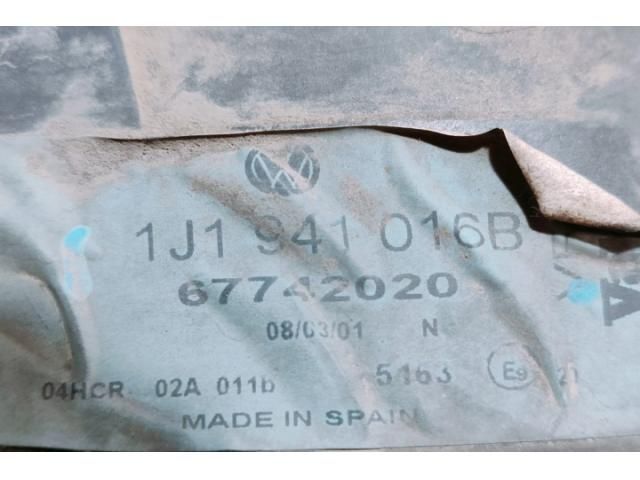 1J1 941 016B
67742020
08/03/01 N
04HCR 02A 011b 5163 E9
MADE IN SPAIN